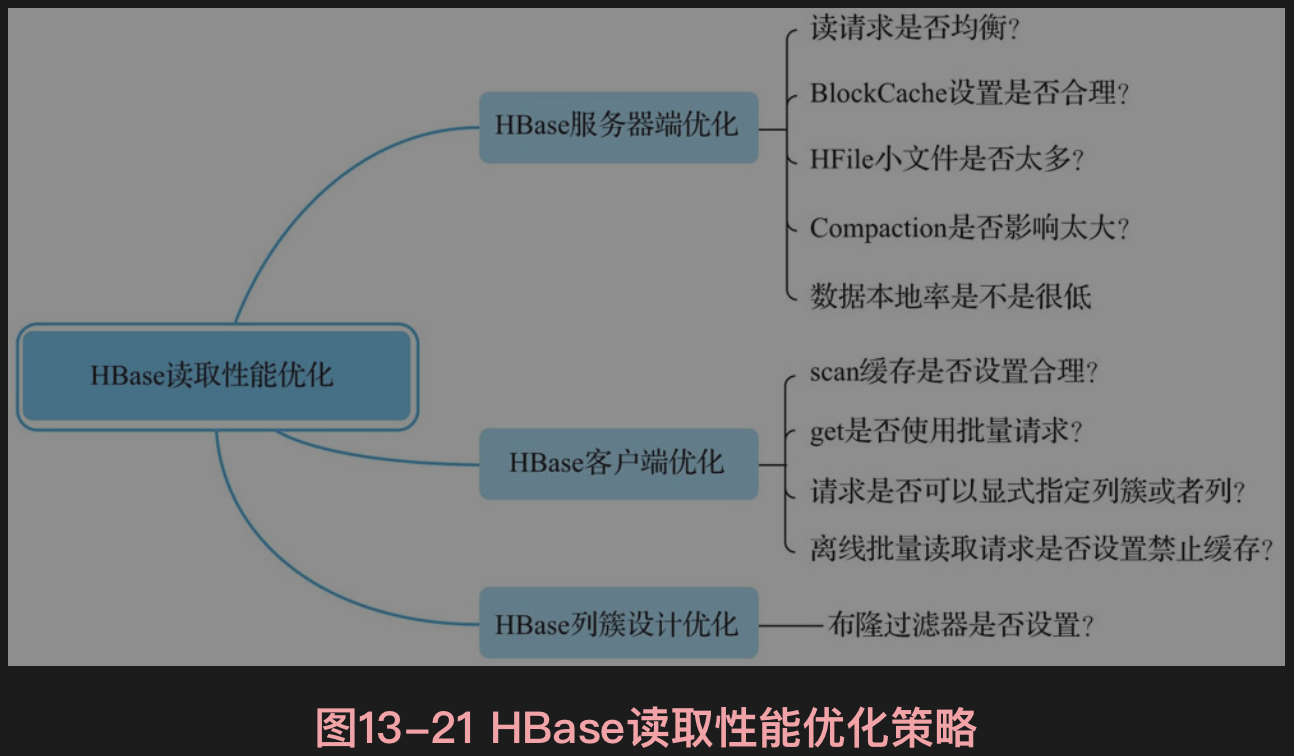 HBase读取性能优化
HBase服务器端优化
读请求是否均衡?
BlockCache设置是否合理?
HFile小文件是否太多?
Compaction是否影响太大?
数据本地率是不是很低
HBase客户端优化
scan缓存是否设置合理?
get是否使用批量请求?
请求是否可以显式指定列簇或者列?
离线批量读取请求是否设置禁止缓存?
HBase列簇设计优化
布隆过滤器是否设置?
图13-21 HBase读取性能优化策略